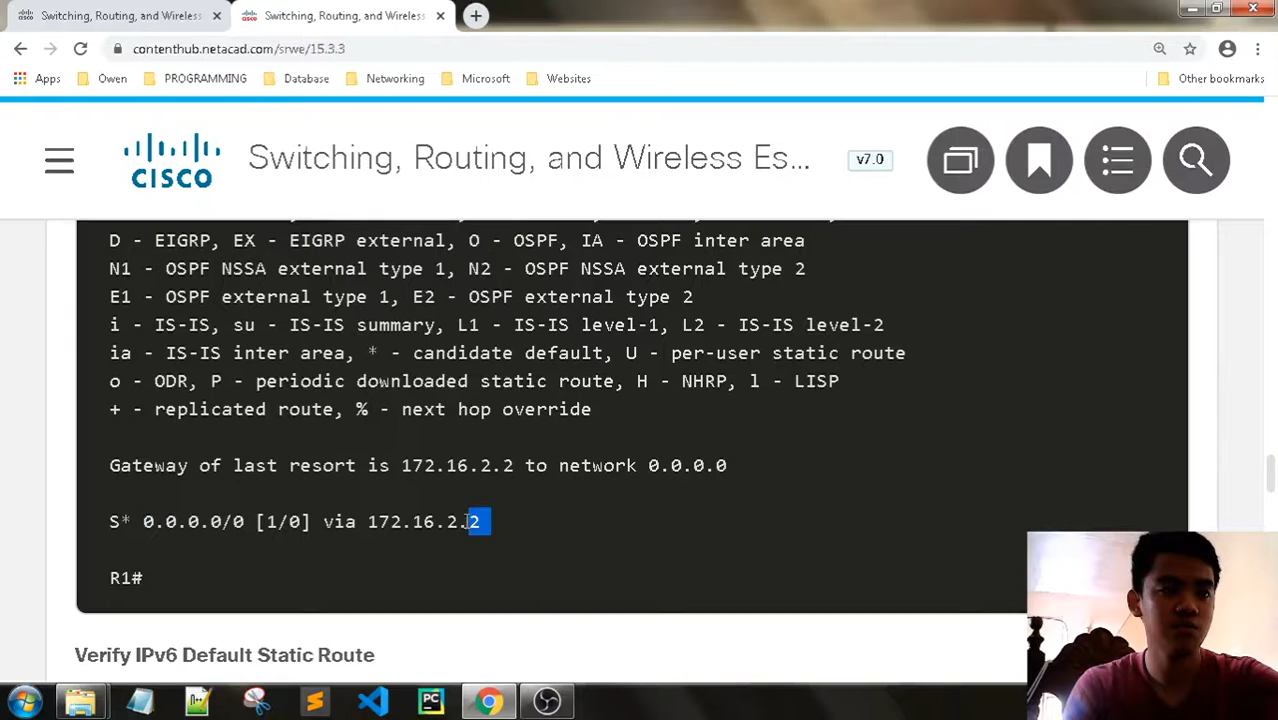 Switching, Routing, and Wireless
Switching, Routing, and Wireless
contenthub.netacad.com/srwe/15.3.3
Apps
Owen
PROGRAMMING
Database
Networking
Microsoft
Websites
Other bookmarks
CISCO
Switching, Routing, and Wireless Es...
v7.0
D - EIGRP, EX - EIGRP external, O - OSPF, IA - OSPF inter area
N1 - OSPF NSSA external type 1, N2 - OSPF NSSA external type 2
E1 - OSPF external type 1, E2 - OSPF external type 2
i - IS-IS, su - IS-IS summary, L1 - IS-IS level-1, L2 - IS-IS level-2
ia - IS-IS inter area, * - candidate default, U - per-user static route
o - ODR, P - periodic downloaded static route, H - NHRP, l - LISP
+ - replicated route, % - next hop override
Gateway of last resort is 172.16.2.2 to network 0.0.0.0
S* 0.0.0.0/0 [1/0] via 172.16.2.2
R1#
Verify IPv6 Default Static Route